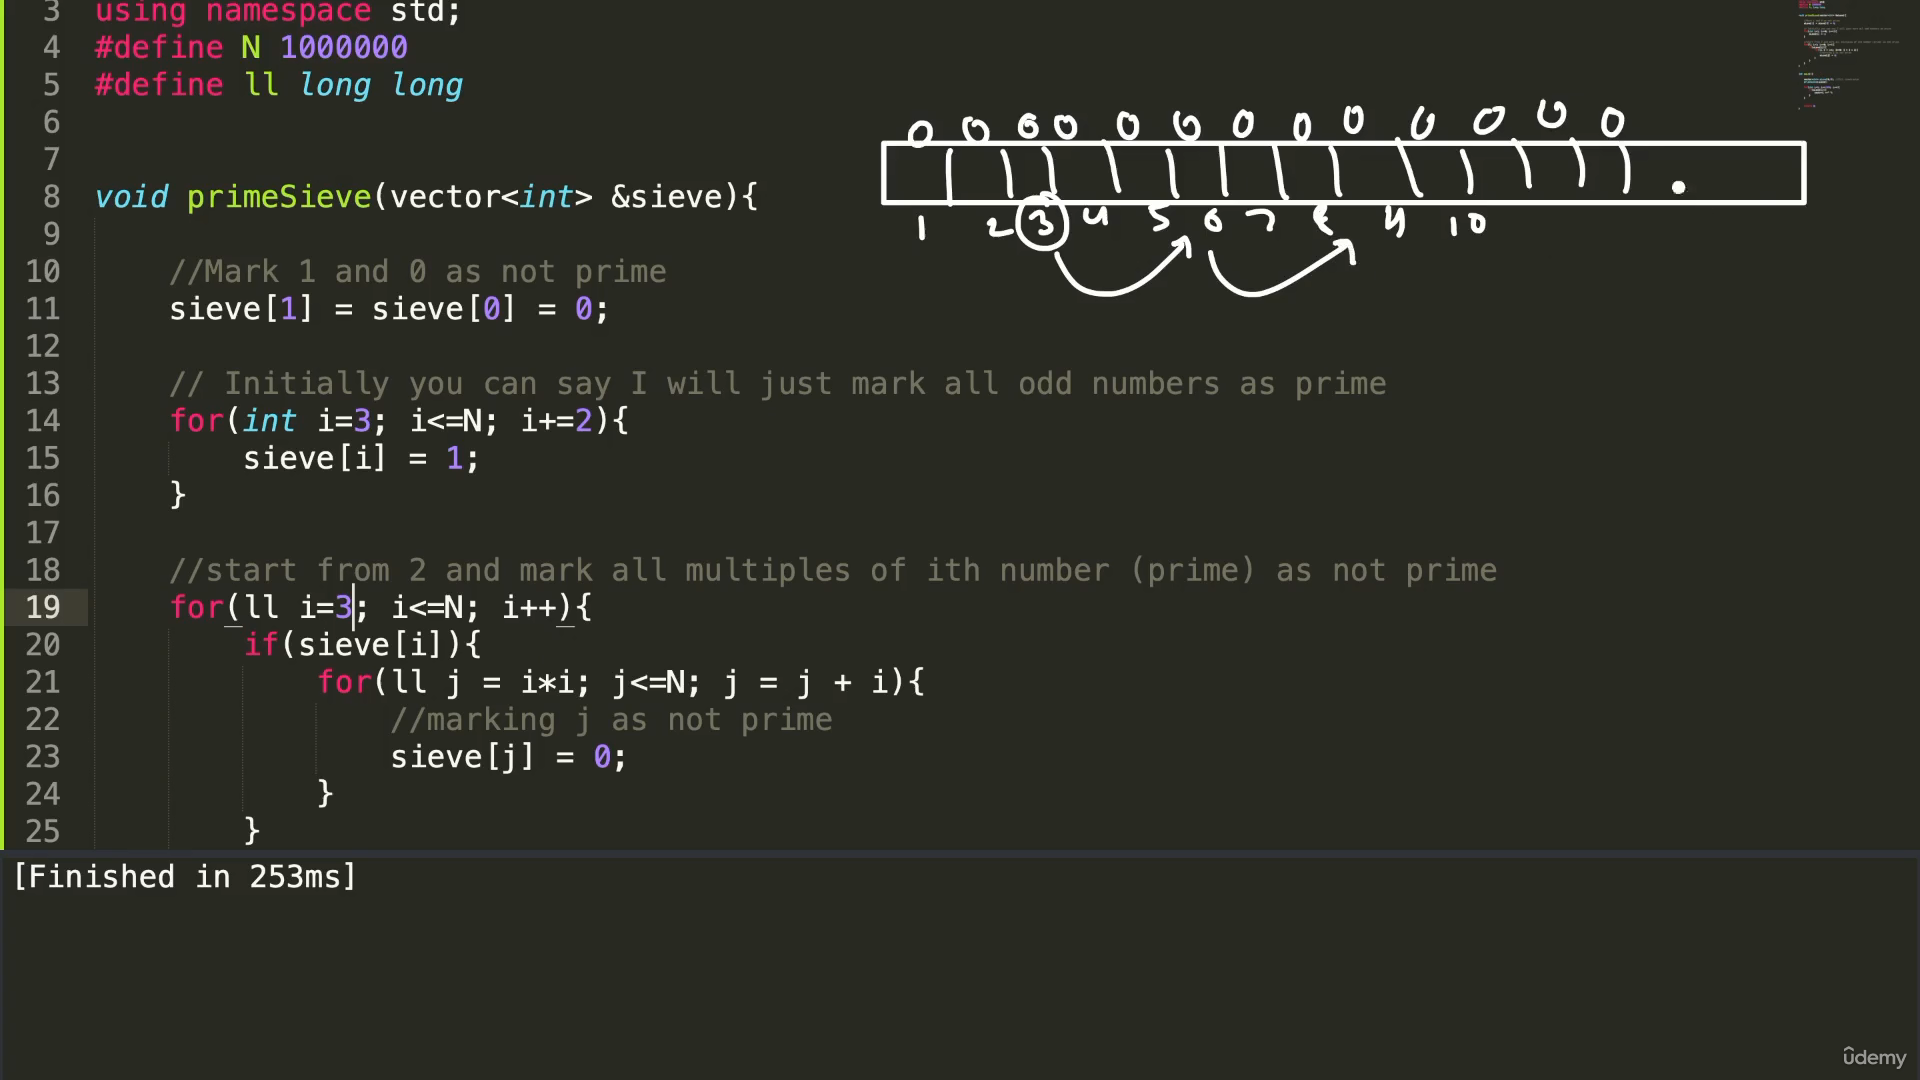 3 using namespace std;
4 #define N 1000000
5 #define ll long long
6
7
8 void primeSieve(vector<int> &sieve){
9
10 //Mark 1 and 0 as not prime
11 sieve[1] = sieve[0] = 0;
12
13 // Initially you can say I will just mark all odd numbers as prime
14 for(int i=3; i<=N; i+=2){
15 sieve[i] = 1;
16 }
17
18 //start from 2 and mark all multiples of ith number (prime) as not prime
19 for(ll i=3; i<=N; i++){
20 if(sieve[i]){
21 for(ll j = i*i; j<=N; j = j + i){
22 //marking j as not prime
23 sieve[j] = 0;
24 }
25 }
0 0 0 0 0 0 0 0 0 0 0 0 0
1 2 3 4 5 6 7 8 9 10
[Finished in 253ms]
udemy